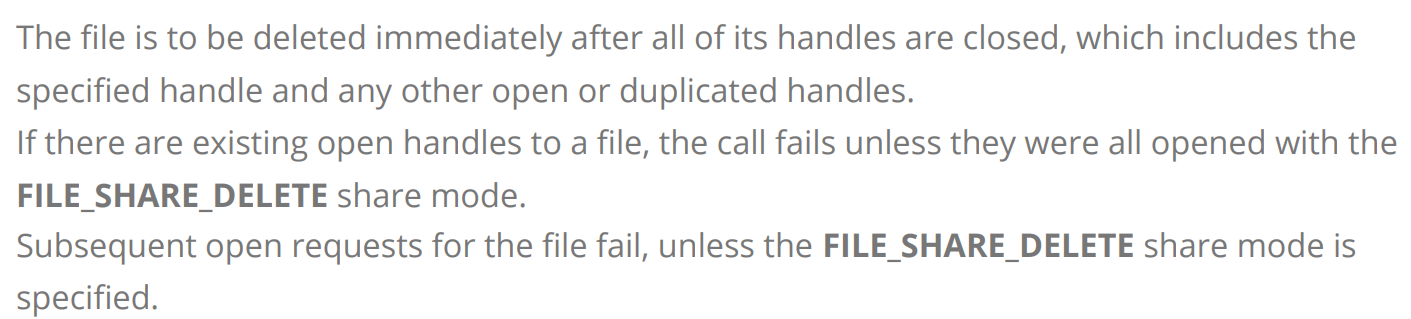 The file is to be deleted immediately after all of its handles are closed, which includes the
specified handle and any other open or duplicated handles.
If there are existing open handles to a file, the call fails unless they were all opened with the
FILE_SHARE_DELETE share mode.
Subsequent open requests for the file fail, unless the FILE_SHARE_DELETE share mode is
specified.